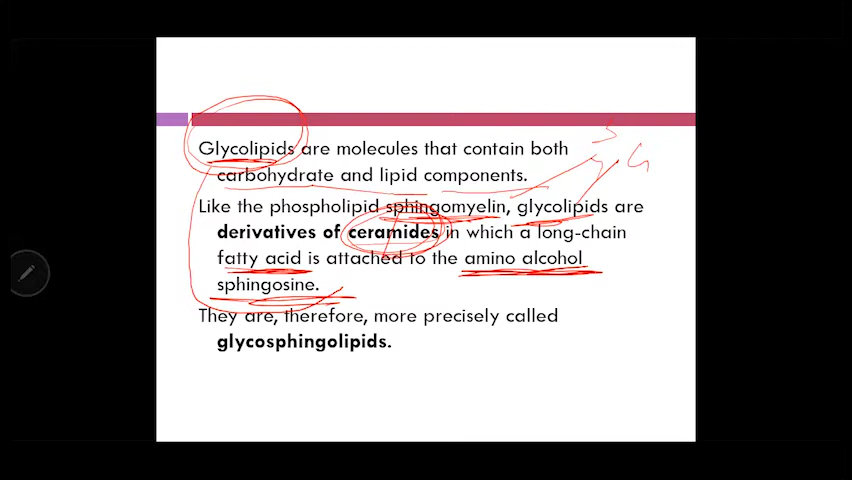 Glycolipids are molecules that contain both
carbohydrate and lipid components.
Like the phospholipid sphingomyelin, glycolipids are
derivatives of ceramides in which a long-chain
fatty acid is attached to the amino alcohol
sphingosine.
They are, therefore, more precisely called
glycosphingolipids.